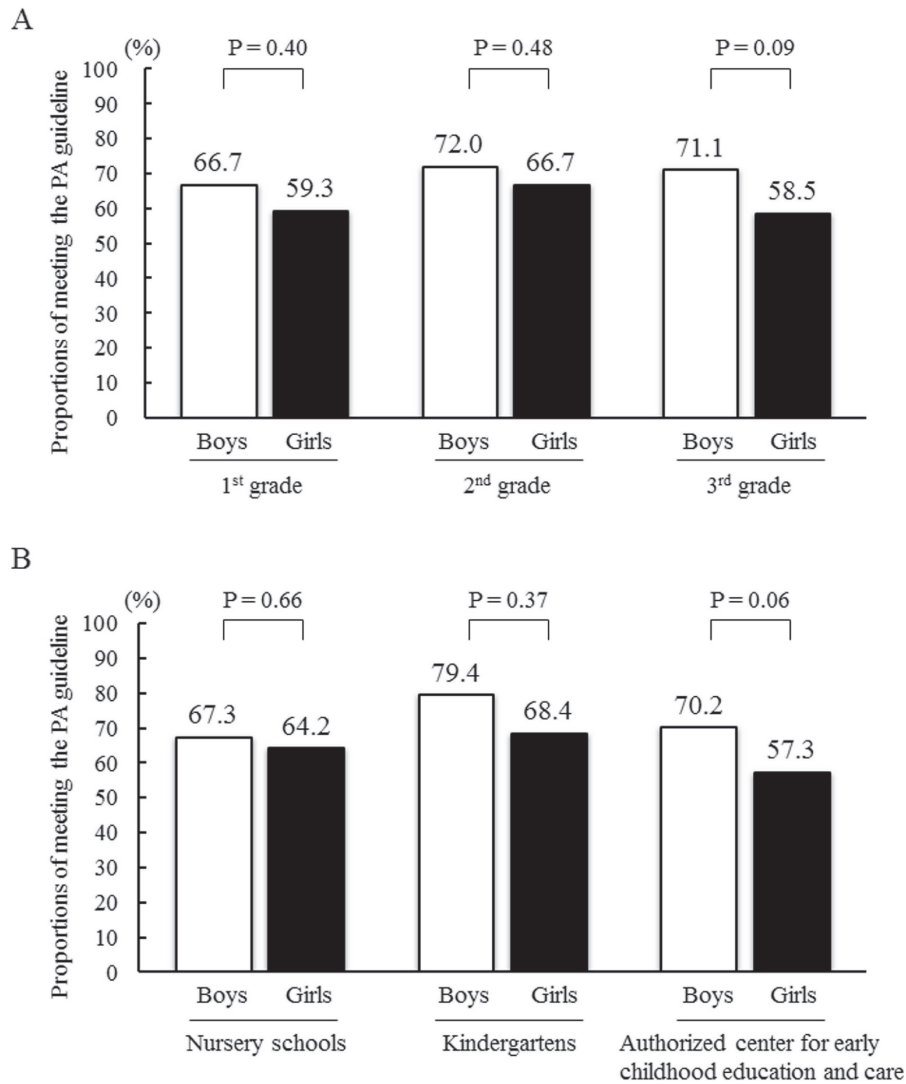 A
(%)
P = 0.40
P = 0.48
P = 0.09
Proportions of meeting the PA guideline
100
90
80
70
60
50
40
30
20
10
0
66.7
59.3
72.0
66.7
71.1
58.5
Boys Girls
Boys Girls
Boys Girls
1st grade
2nd grade
3rd grade
B
(%)
P = 0.66
P = 0.37
P = 0.06
Proportions of meeting the PA guideline
100
90
80
70
60
50
40
30
20
10
0
67.3
64.2
79.4
68.4
70.2
57.3
Boys Girls
Boys Girls
Boys Girls
Nursery schools
Kindergartens
Authorized center for early
childhood education and care